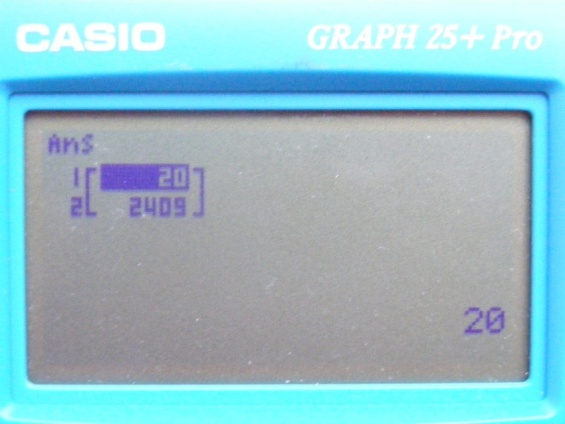 CASIO GRAPH 25+ Pro
Ans
1[ 20 ]
2[ 2409 ]
20